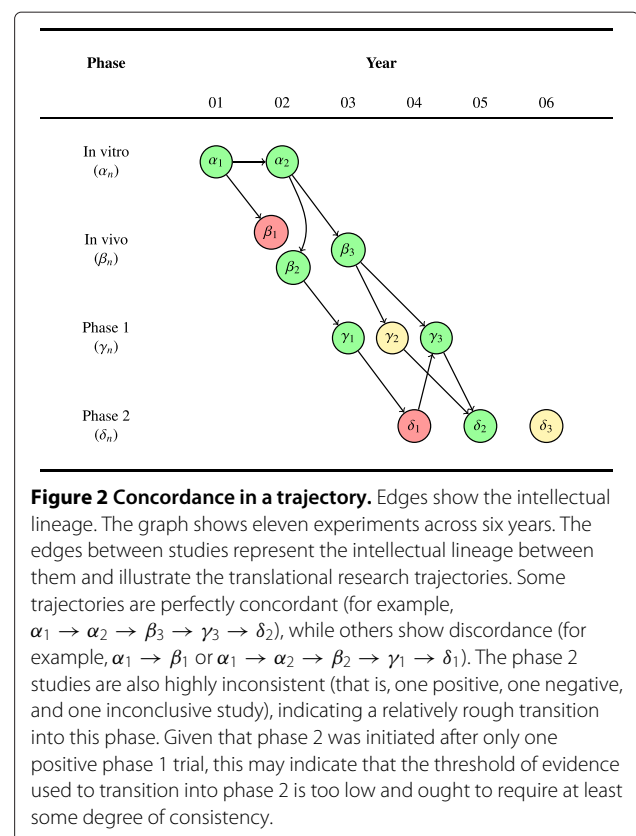 Phase Year
01 02 03 04 05 06
In vitro
(αₙ)
α₁ α₂
In vivo
(βₙ)
β₁
β₂
β₃
Phase 1
(γₙ)
γ₁ γ₂ γ₃
Phase 2
(δₙ)
δ₁ δ₂ δ₃
Figure 2 Concordance in a trajectory. Edges show the intellectual
lineage. The graph shows eleven experiments across six years. The
edges between studies represent the intellectual lineage between
them and illustrate the translational research trajectories. Some
trajectories are perfectly concordant (for example,
α₁ → α₂ → β₃ → γ₃ → δ₂), while others show discordance (for
example, α₁ → β₁ or α₁ → α₂ → β₂ → γ₁ → δ₁). The phase 2
studies are also highly inconsistent (that is, one positive, one negative,
and one inconclusive study), indicating a relatively rough transition
into this phase. Given that phase 2 was initiated after only one
positive phase 1 trial, this may indicate that the threshold of evidence
used to transition into phase 2 is too low and ought to require at least
some degree of consistency.